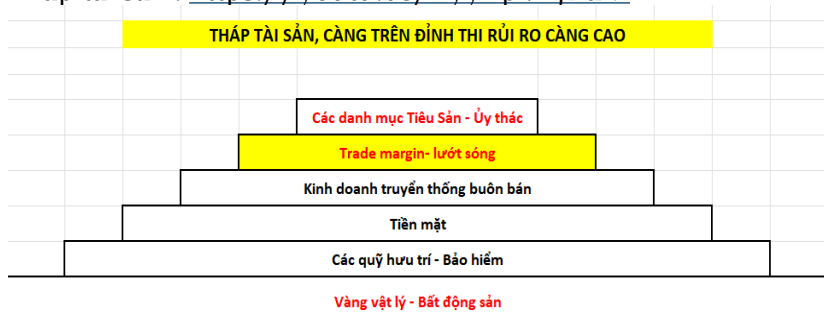 THÁP TÀI SẢN, CÀNG TRÊN ĐỈNH THI RỦI RO CÀNG CAO
Các danh mục Tiêu Sản - Ủy thác
Trade margin- lướt sóng
Kinh doanh truyền thống buôn bán
Tiền mặt
Các quỹ hưu trí - Bảo hiểm
Vàng vật lý - Bất động sản